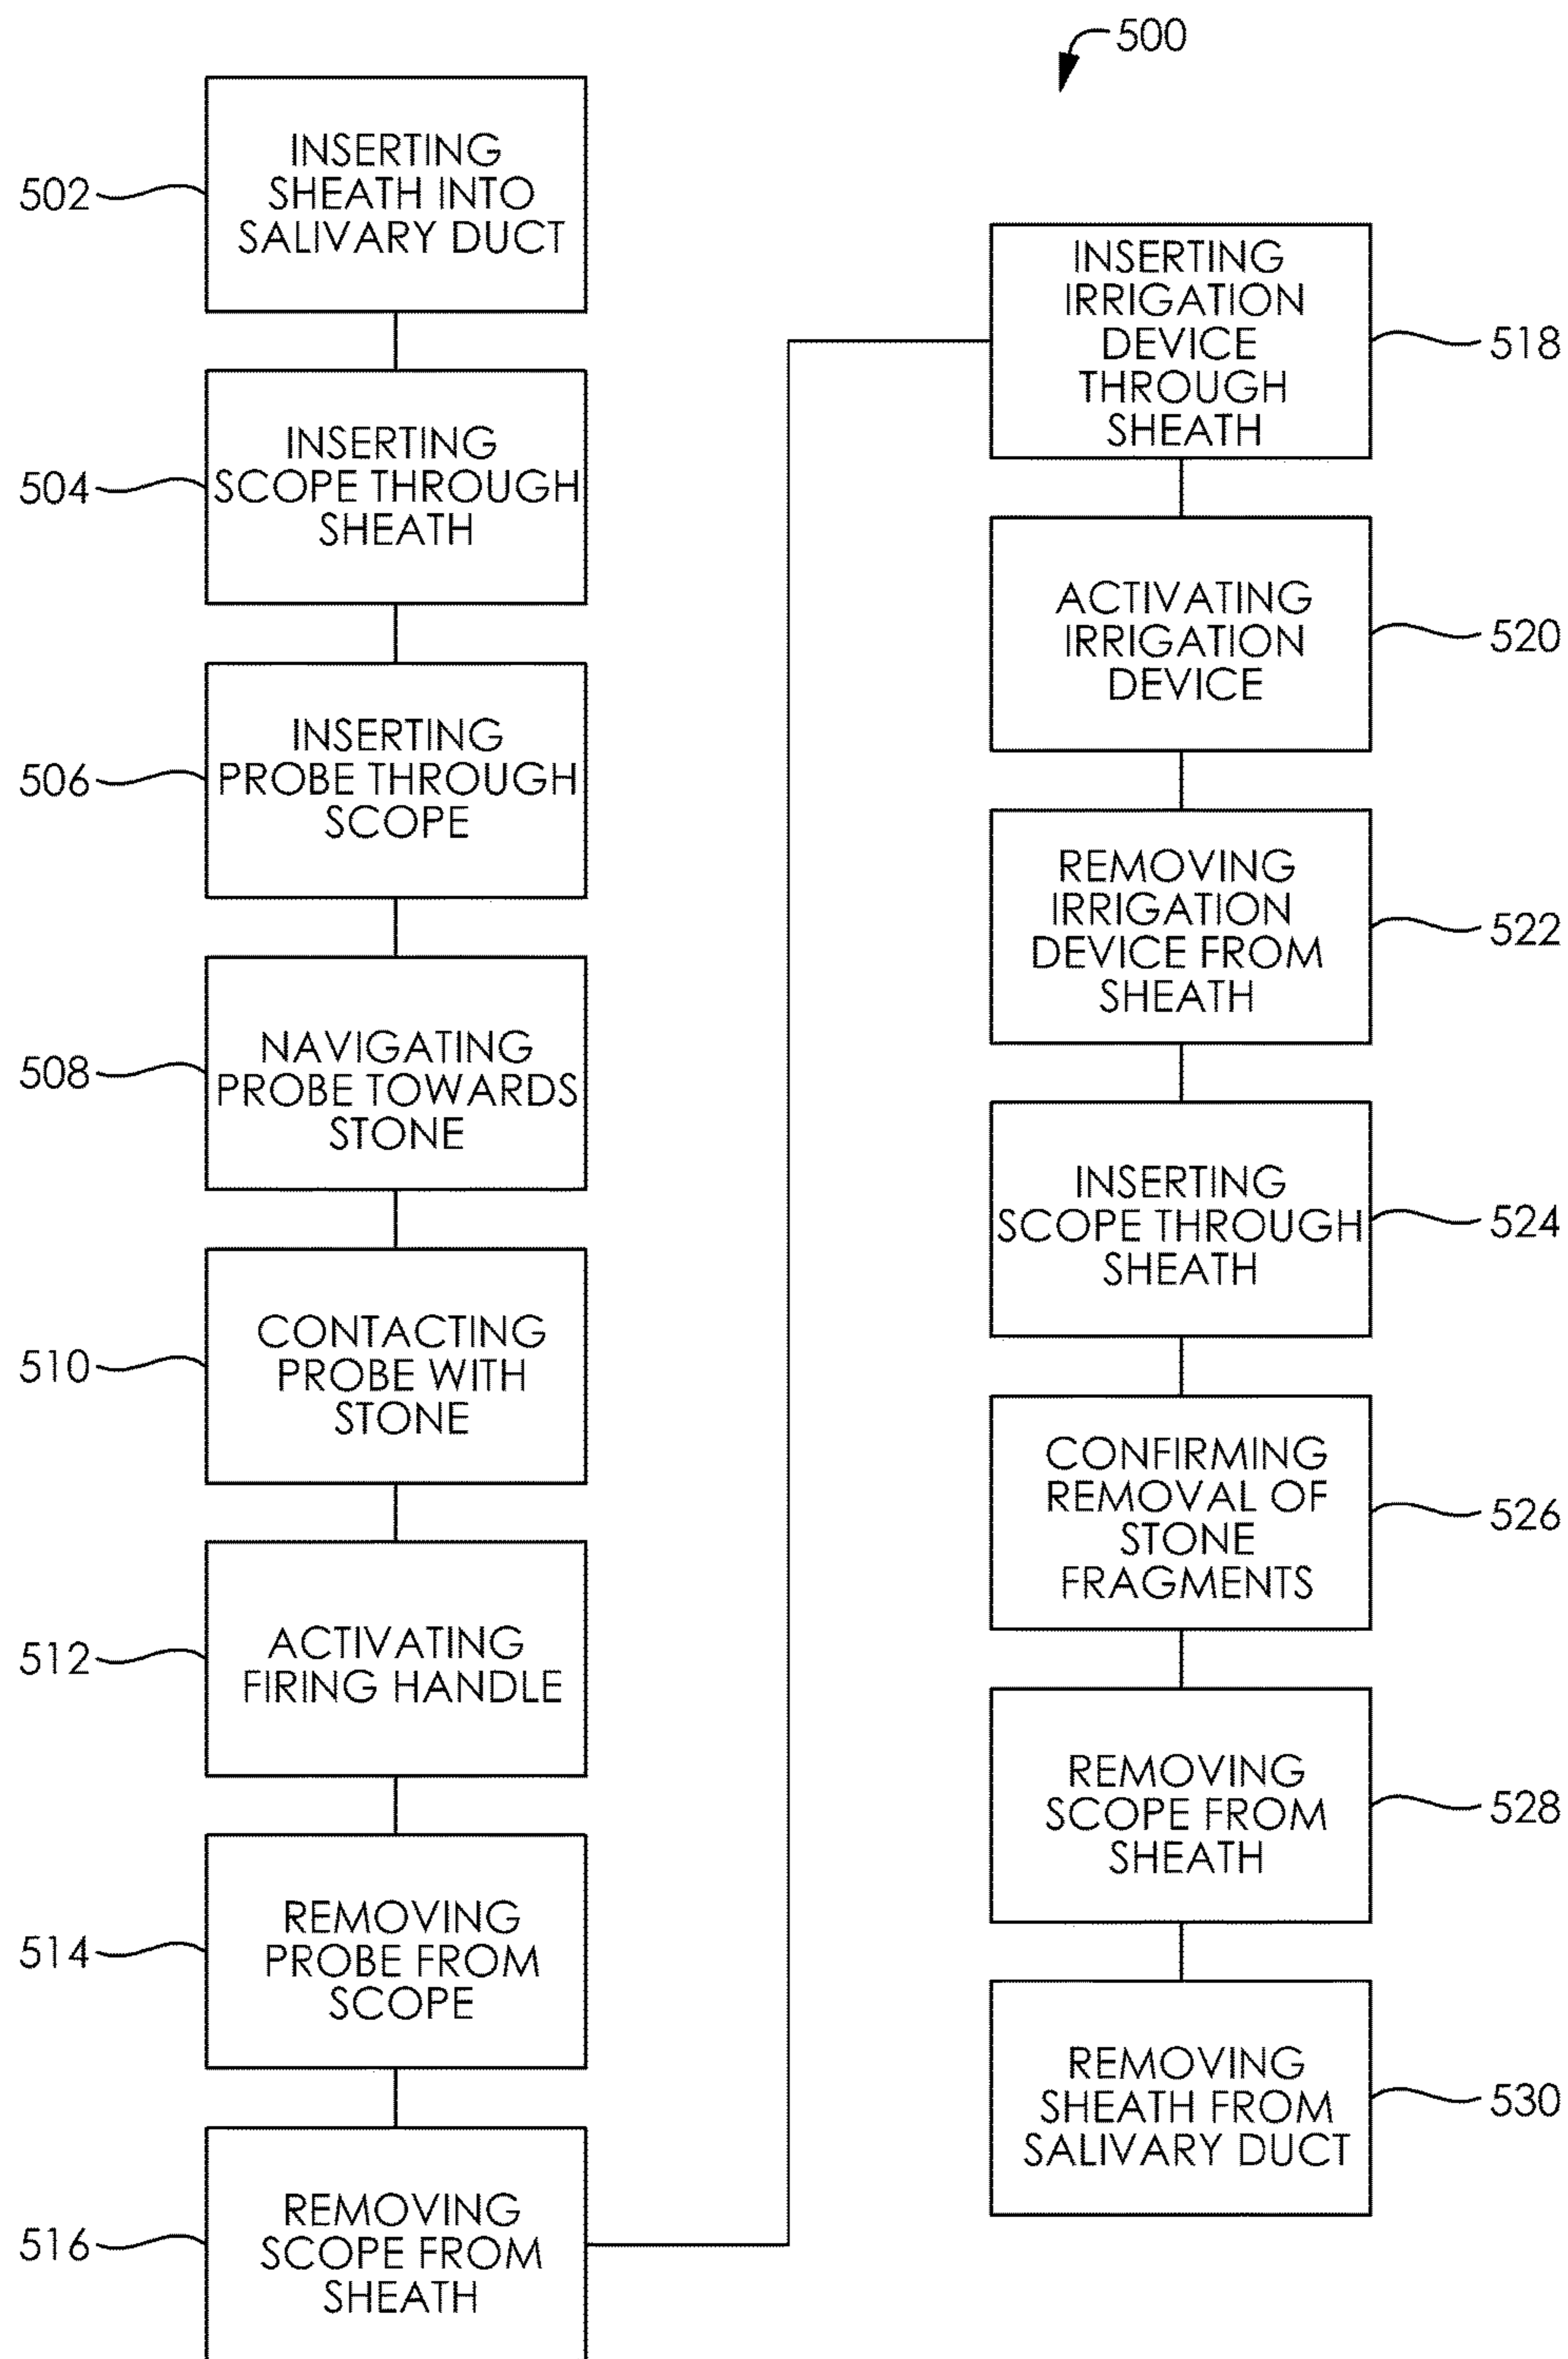 500
502
INSERTING
SHEATH INTO
SALIVARY DUCT
504
INSERTING
SCOPE THROUGH
SHEATH
506
INSERTING
PROBE THROUGH
SCOPE
508
NAVIGATING
PROBE TOWARDS
STONE
510
CONTACTING
PROBE WITH
STONE
512
ACTIVATING
FIRING HANDLE
514
REMOVING
PROBE FROM
SCOPE
516
REMOVING
SCOPE FROM
SHEATH
INSERTING
IRRIGATION
DEVICE
THROUGH
SHEATH
518
ACTIVATING
IRRIGATION
DEVICE
520
REMOVING
IRRIGATION
DEVICE FROM
SHEATH
522
INSERTING
SCOPE THROUGH
SHEATH
524
CONFIRMING
REMOVAL OF
STONE
FRAGMENTS
526
REMOVING
SCOPE FROM
SHEATH
528
REMOVING
SHEATH FROM
SALIVARY DUCT
530